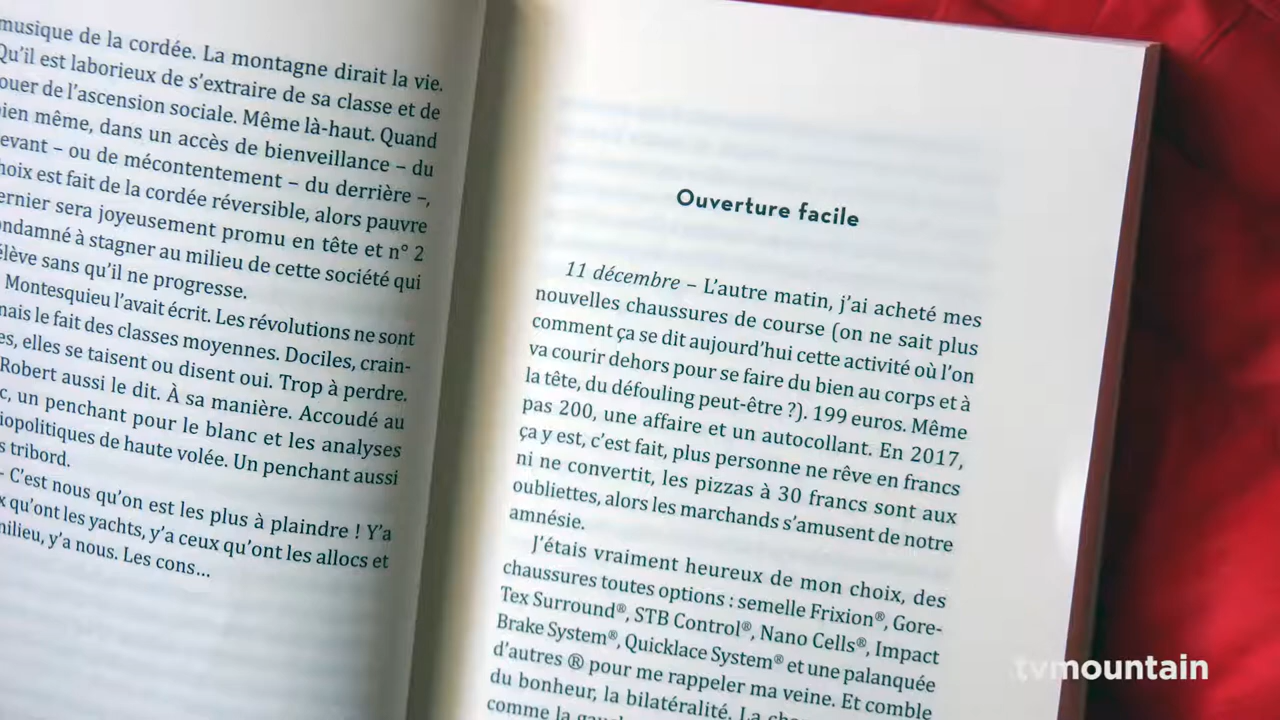 musique de la cordée. La montagne dirait la vie.
Qu'il est laborieux de s'extraire de sa classe et de
ouer de l'ascension sociale. Même là-haut. Quand
bien même, dans un accès de bienveillance – du
devant – ou de mécontentement – du derrière –,
hoix est fait de la cordée réversible, alors pauvre
ernier sera joyeusement promu en tête et n° 2
ondamné à stagner au milieu de cette société qui
élève sans qu'il ne progresse.
Montesquieu l'avait écrit. Les révolutions ne sont
mais le fait des classes moyennes. Dociles, crain-
es, elles se taisent ou disent oui. Trop à perdre.
Robert aussi le dit. À sa manière. Accoudé au
c, un penchant pour le blanc et les analyses
iopolitiques de haute volée. Un penchant aussi
s tribord.
– C'est nous qu'on est les plus à plaindre ! Y'a
x qu'ont les yachts, y'a ceux qu'ont les allocs et
milieu, y'a nous. Les cons…
Ouverture facile
11 décembre – L'autre matin, j'ai acheté mes
nouvelles chaussures de course (on ne sait plus
comment ça se dit aujourd'hui cette activité où l'on
va courir dehors pour se faire du bien au corps et à
la tête, du défouling peut-être ?). 199 euros. Même
pas 200, une affaire et un autocollant. En 2017,
ça y est, c'est fait, plus personne ne rêve en francs
ni ne convertit, les pizzas à 30 francs sont aux
oubliettes, alors les marchands s'amusent de notre
amnésie.
J'étais vraiment heureux de mon choix, des
chaussures toutes options : semelle Frixion®, Gore-
Tex Surround®, STB Control®, Nano Cells®, Impact
Brake System®, Quicklace System® et une palanquée
d'autres ® pour me rappeler ma veine. Et comble
du bonheur, la bilatéralité. La
comme la
tvmountain